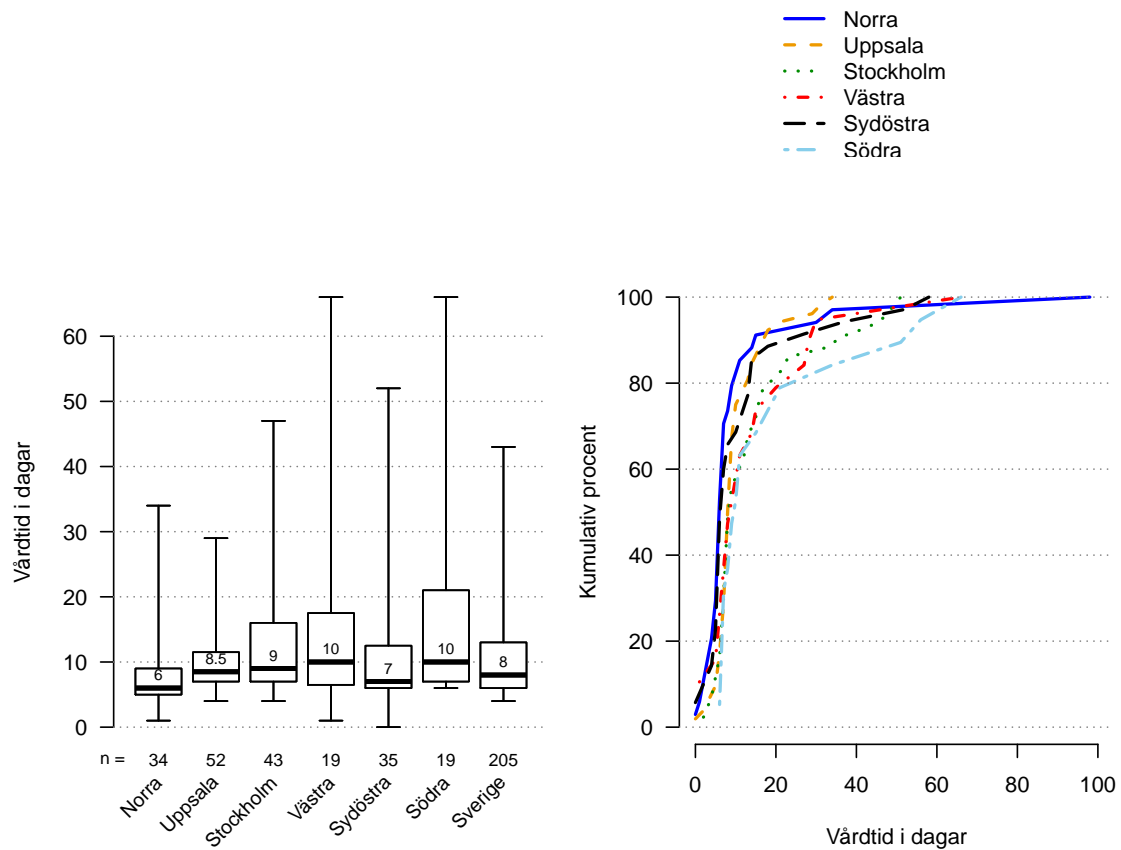 Norra
Uppsala
Stockholm
Västra
Sydöstra
Södra
Vårdtid i dagar
60
50
40
30
20
10
0
6
8.5
9
10
7
10
8
n = 34 52 43 19 35 19 205
Norra Uppsala Stockholm Västra Sydöstra Södra Sverige
Kumulativ procent
100
80
60
40
20
0
0 20 40 60 80 100
Vårdtid i dagar